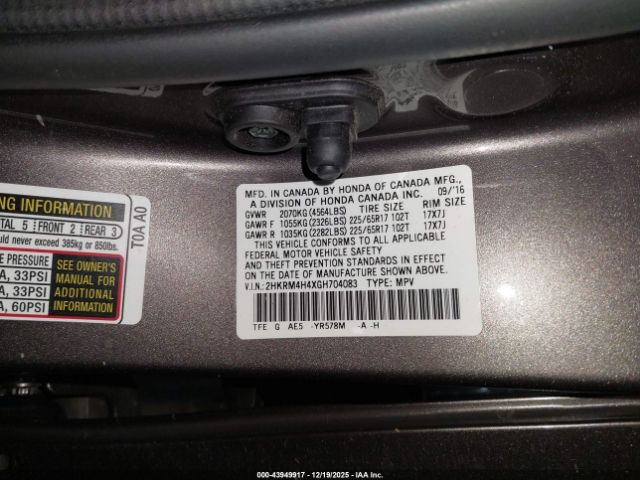 MFD. IN CANADA BY HONDA OF CANADA MFG.,
A DIVISION OF HONDA CANADA INC. 09/'16
GVWR 2070KG(4564LBS) TIRE SIZE RIM SIZE
GAWR F 1055KG(2326LBS) 225/65R17 102T 17X7J
GAWR R 1035KG(2282LBS) 225/65R17 102T 17X7J
THIS VEHICLE CONFORMS TO ALL APPLICABLE
FEDERAL MOTOR VEHICLE SAFETY, BUMPER,
AND THEFT PREVENTION STANDARDS IN EFFECT
ON THE DATE OF MANUFACTURE SHOWN ABOVE.
V.I.N.:2HKRM4H4XGH704083 TYPE: MPV
TFE G AE5 -YR578M -A -H
NG INFORMATION
TOTAL 5 FRONT 2 REAR 3
ould never exceed 385kg or 850lbs.
E PRESSURE
A, 33PSI
A, 33PSI
A, 60PSI
SEE OWNER'S
MANUAL FOR
ADDITIONAL
INFORMATION
T0A A0
000-43949917 - 12/19/2025 - IAA Inc.